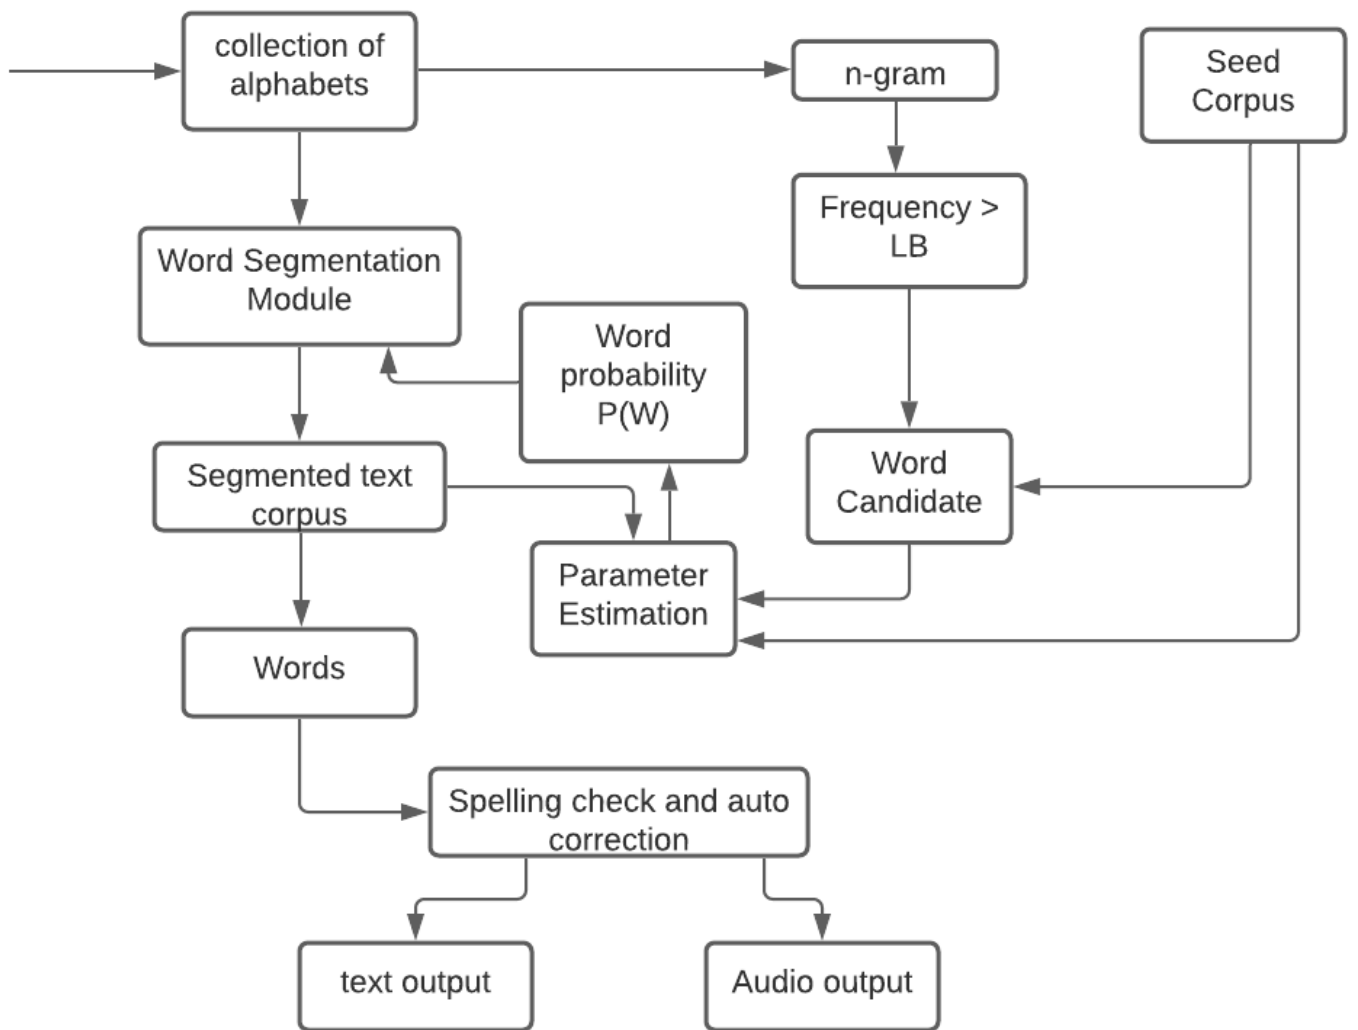 collection of
alphabets
n-gram
Seed
Corpus
Frequency >
LB
Word Segmentation
Module
Word
probability
P(W)
Word
Candidate
Segmented text
corpus
Parameter
Estimation
Words
Spelling check and auto
correction
text output
Audio output